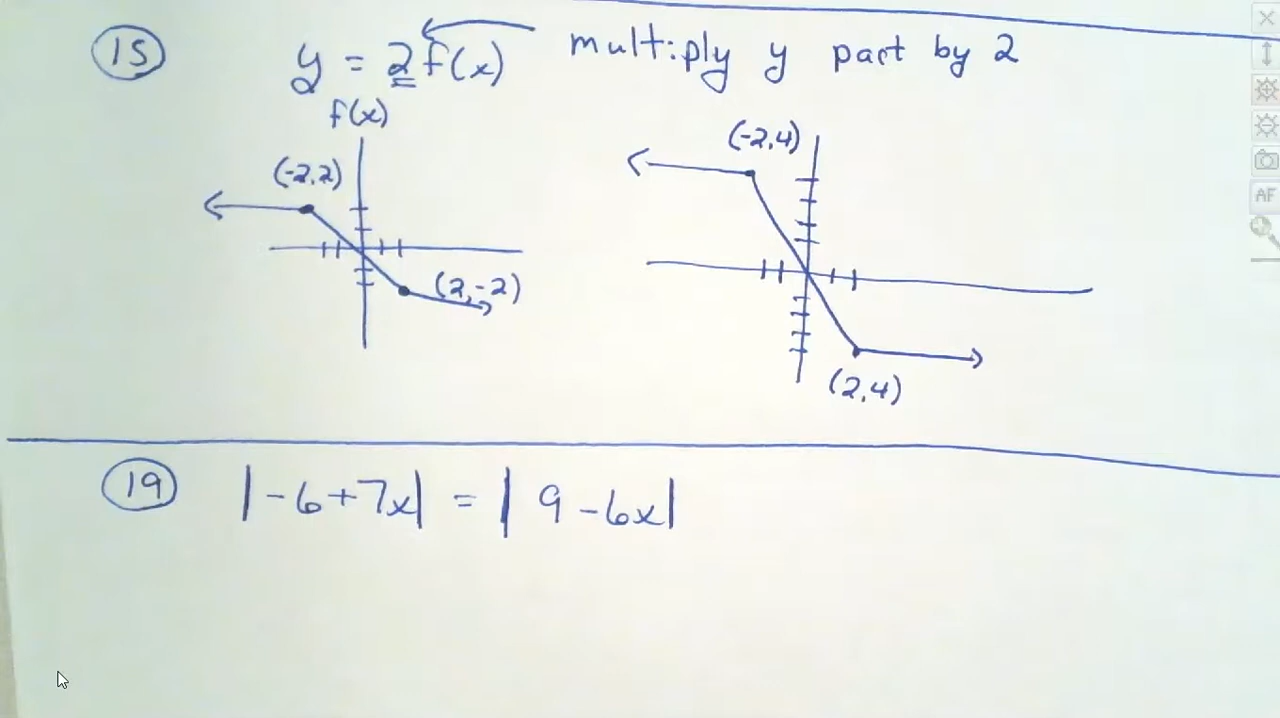 15 y = 2f(x) multiply y part by 2
f(x)
(-2,2) (-2,4)
(2,-2)
(2,4)
19 |-6+7x| = | 9-6x|
AF